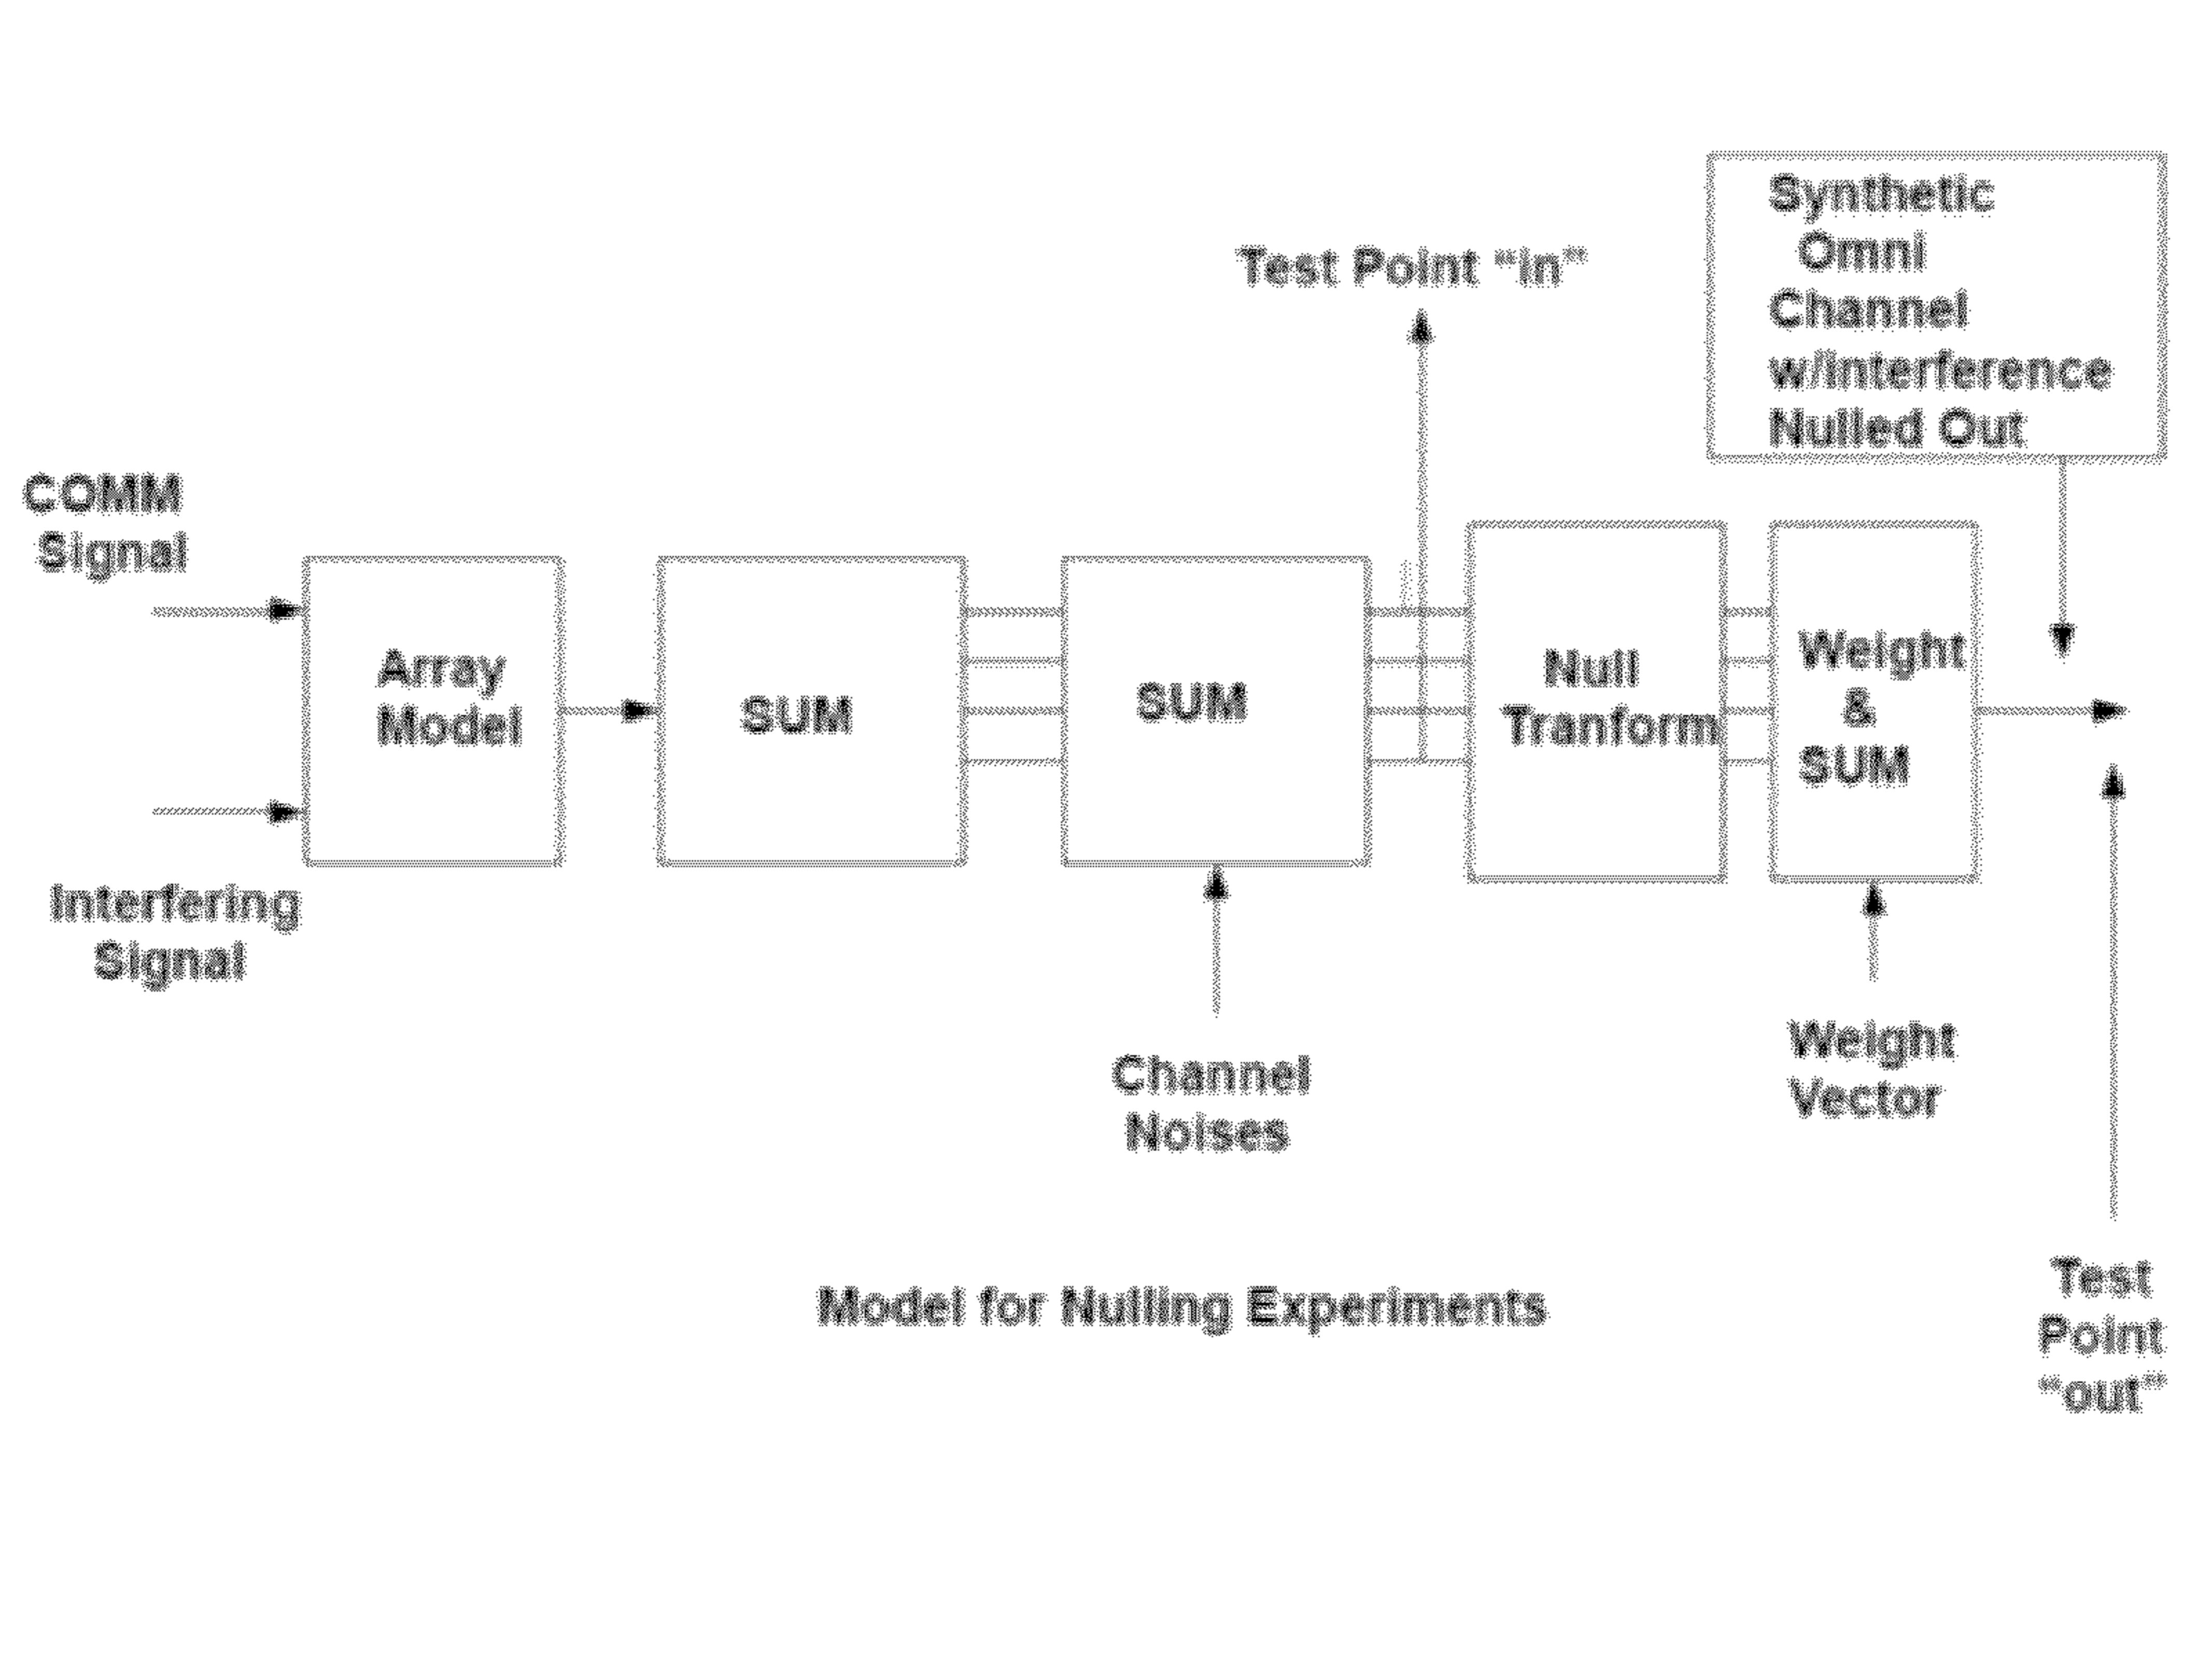 Synthetic
Omni
Channel
w/interference
Nulled Out
Test Point “in”
COMM
Signal
Array
Model
SUM
SUM
Null
Tranform
Weight
&
SUM
Interfering
Signal
Channel
Noises
Weight
Vector
Model for Nulling Experiments
Test
Point
“out”